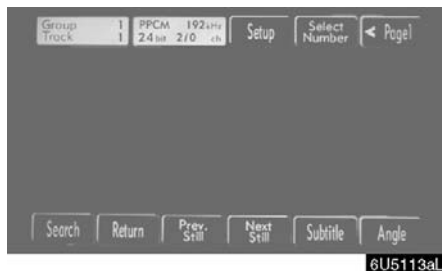 Group 1
Track 1
PPCM 192kHz
24bit 2/0 ch
Setup
Select
Number
< Page1
Search
Return
Prev.
Still
Next
Still
Subtitle
Angle
6U5113aL